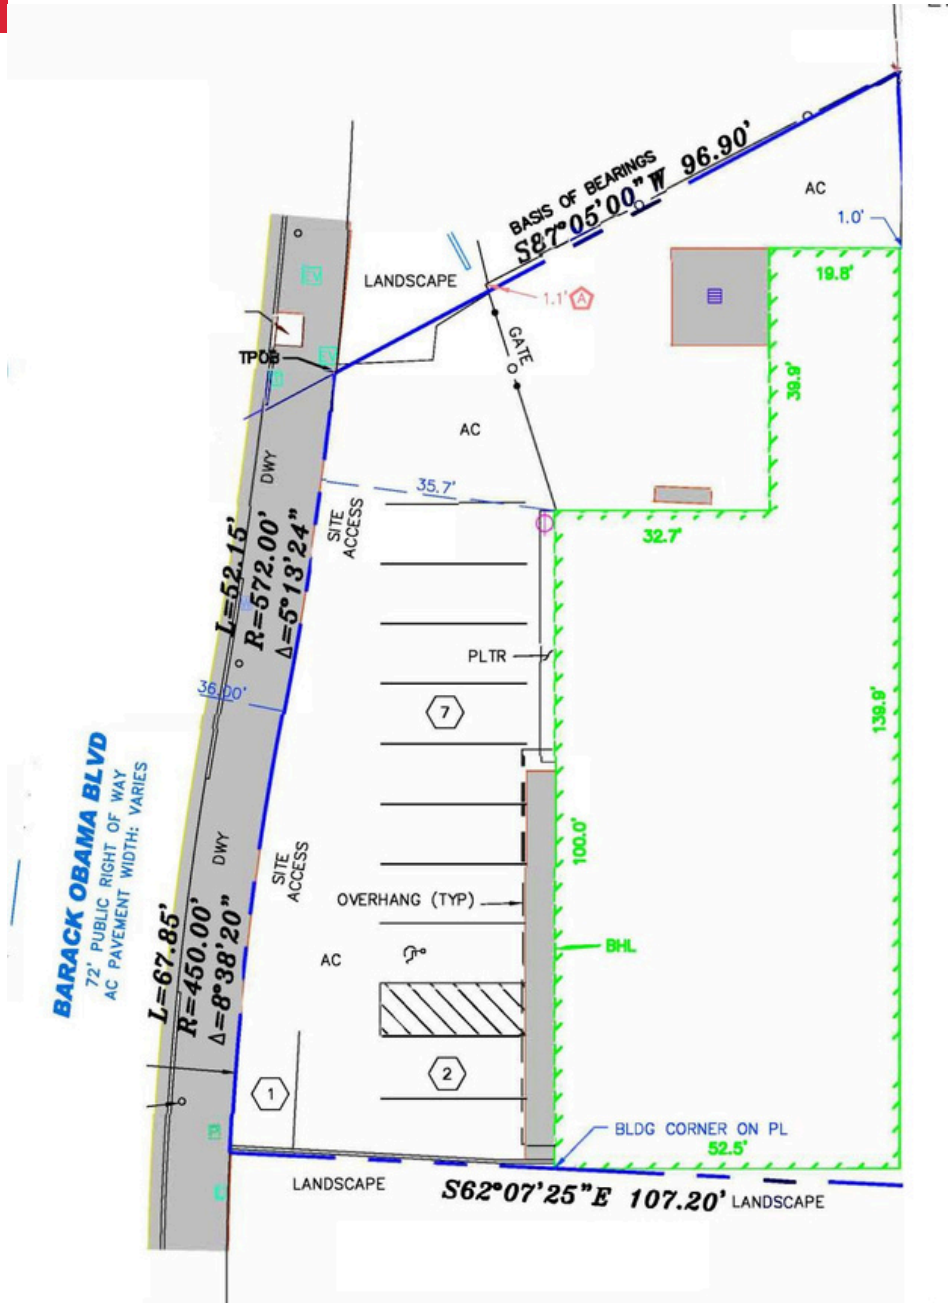 BASIS OF BEARINGS
S87°05'00"W 96.90'
AC
1.0'
19.8'
LANDSCAPE
1.1' A
EV
GATE
TPOB
EV
39.9'
AC
DWY
35.7'
SITE
ACCESS
32.7'
L=52.15'
R=572.00'
Δ=5°13'24"
PLTR
36.00'
7
139.9'
BARACK OBAMA BLVD
72' PUBLIC RIGHT OF WAY
AC PAVEMENT WIDTH: VARIES
DWY
SITE
ACCESS
100.0'
OVERHANG (TYP)
L=67.85'
R=450.00'
Δ=8°38'20"
AC
BHL
2
1
BLDG CORNER ON PL
52.5'
LANDSCAPE
S62°07'25"E 107.20'
LANDSCAPE